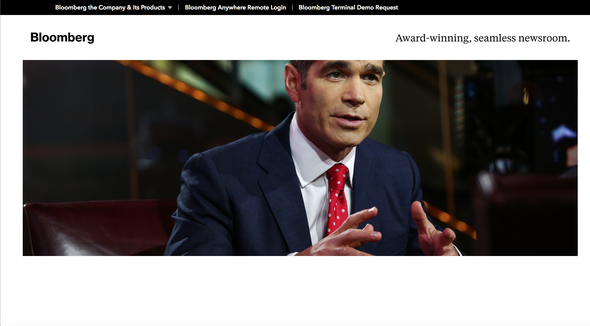 Bloomberg the Company & Its Products
Bloomberg Anywhere Remote Login
Bloomberg Terminal Demo Request
Bloomberg
Award-winning, seamless newsroom.